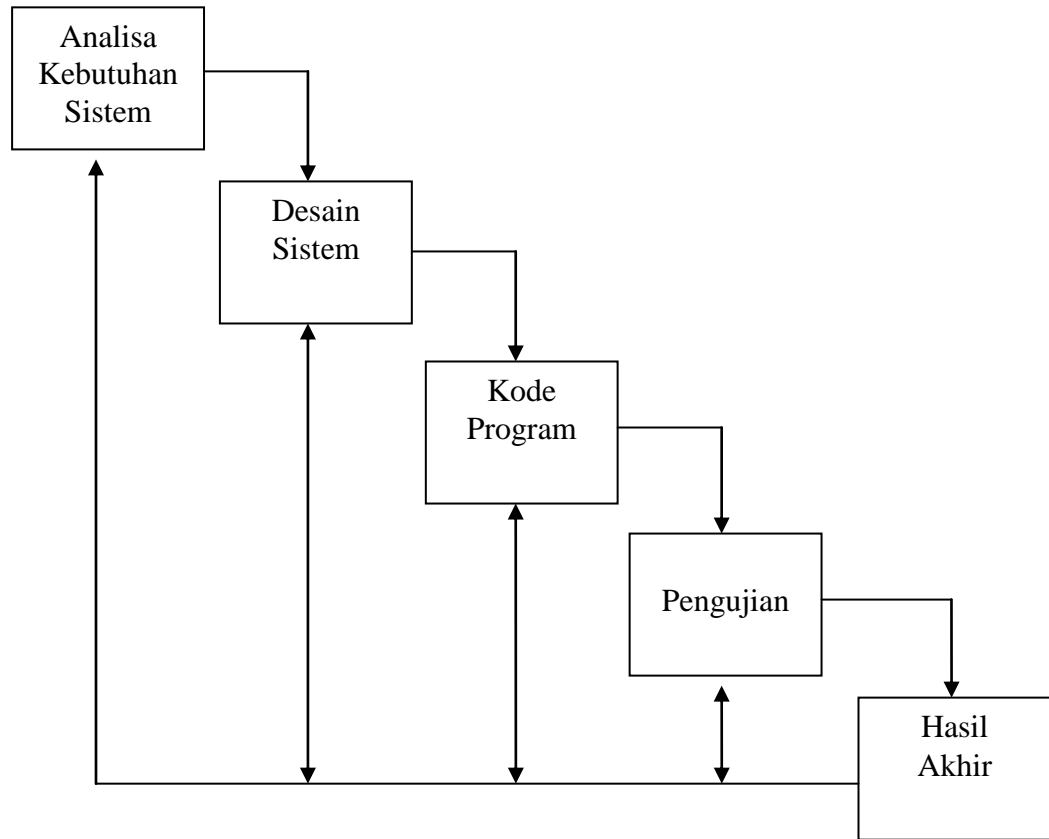 Analisa
Kebutuhan
Sistem
Desain
Sistem
Kode
Program
Pengujian
Hasil
Akhir